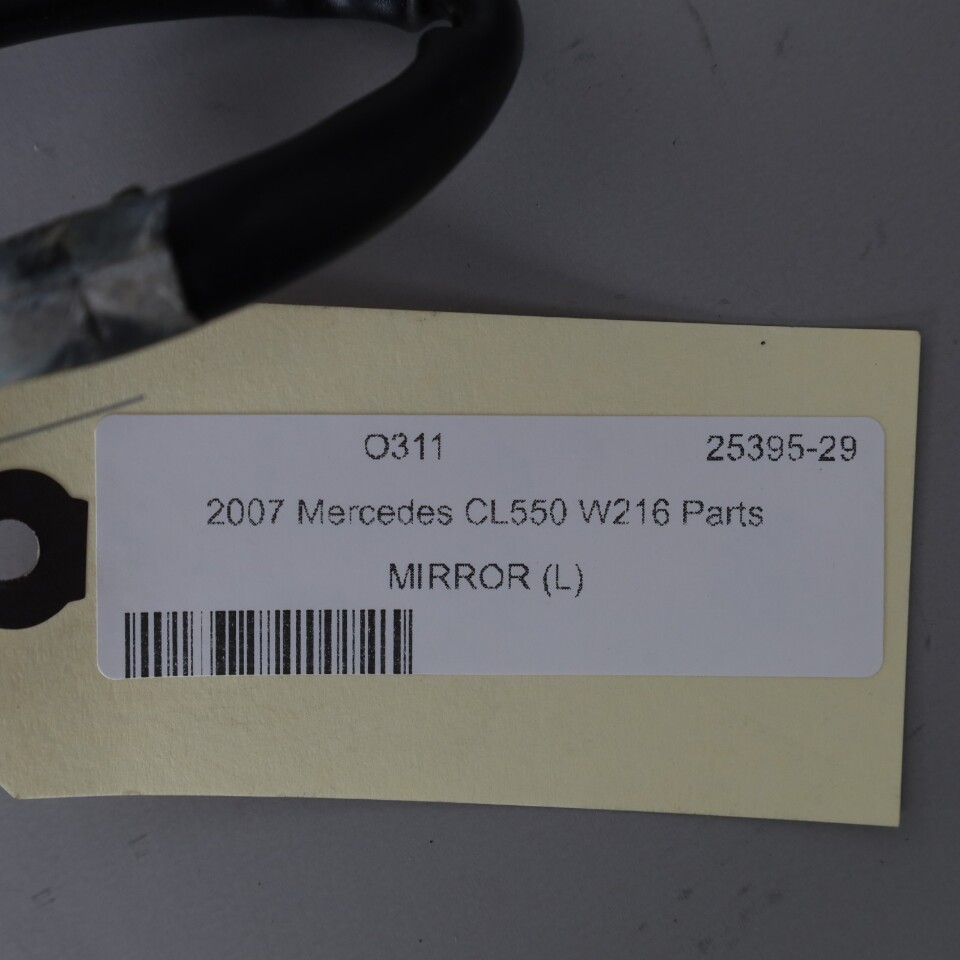 O311 25395-29
2007 Mercedes CL550 W216 Parts
MIRROR (L)